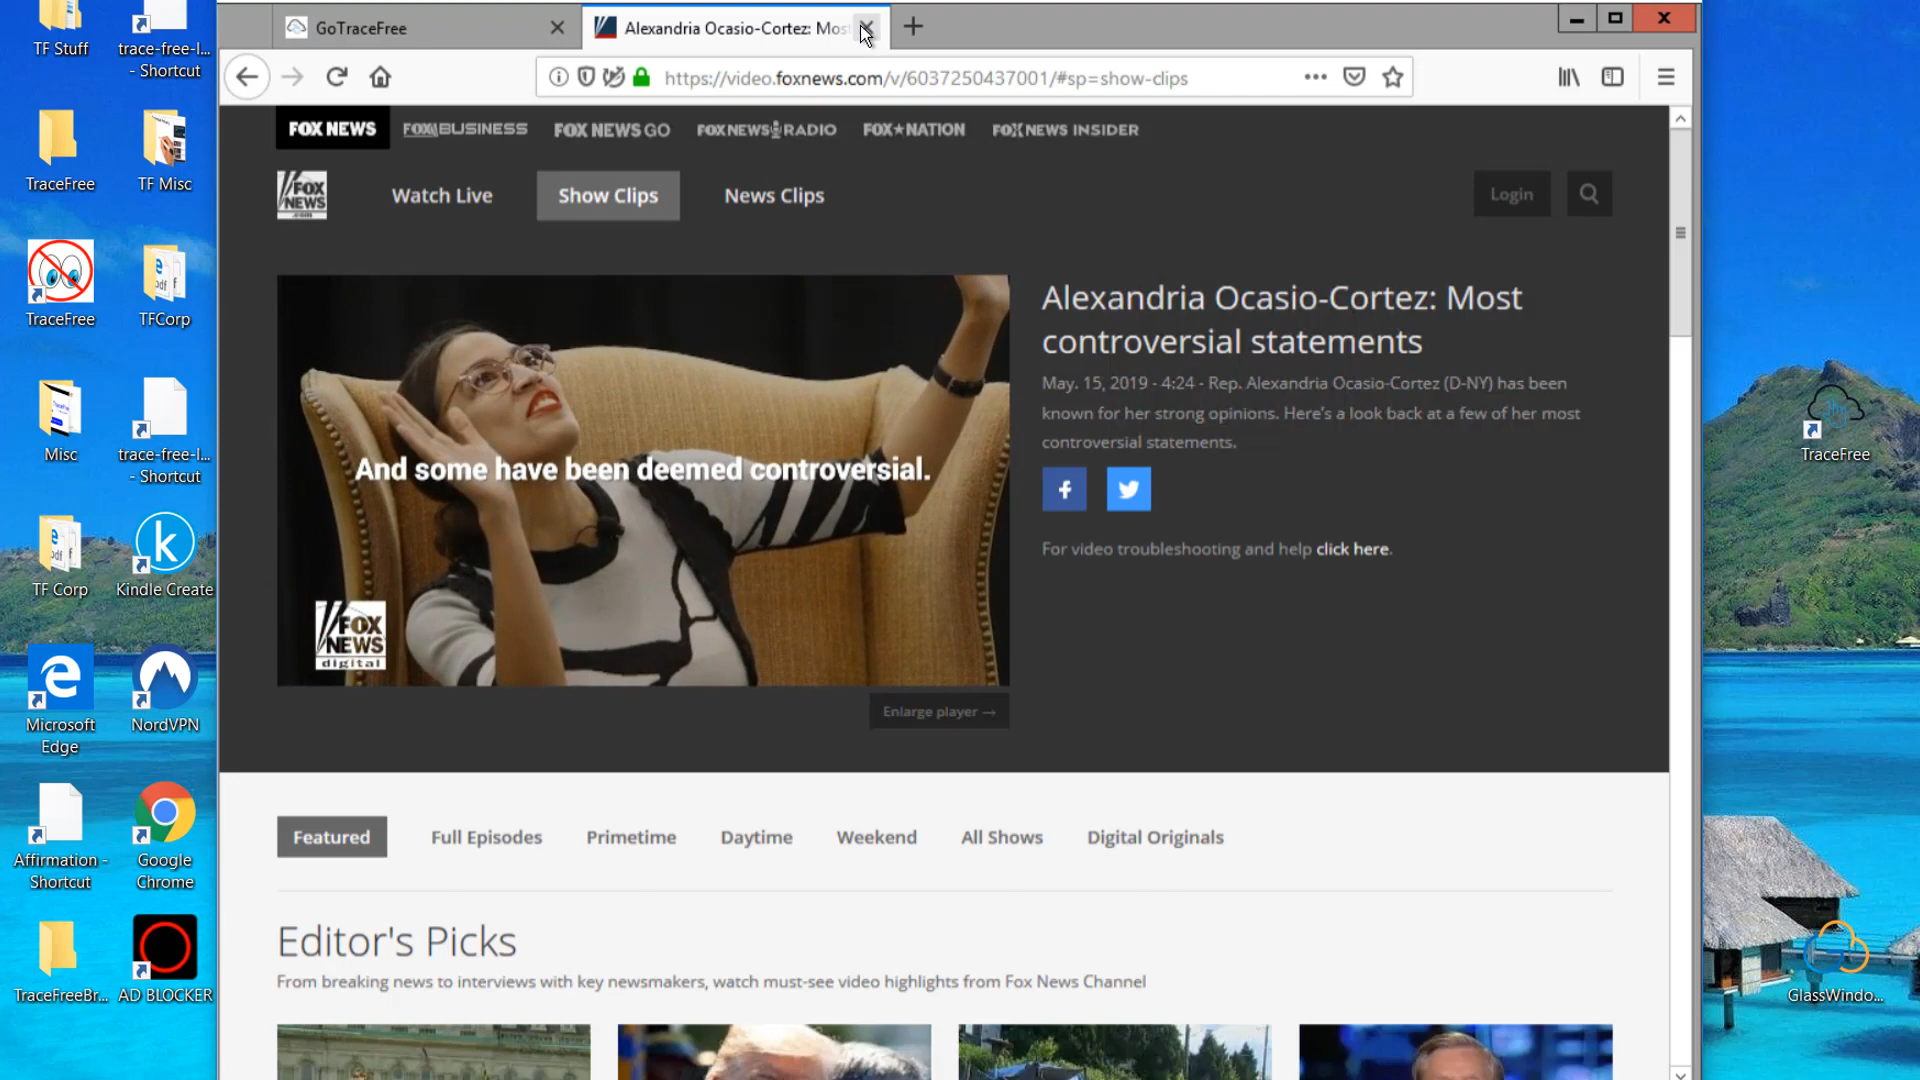 TF Stuff
trace-free-l...
- Shortcut
TraceFree
TF Misc
TraceFree
TFCorp
Misc
trace-free-l...
- Shortcut
TF Corp
Kindle Create
Microsoft
Edge
NordVPN
Affirmation -
Shortcut
Google
Chrome
TraceFreeBr...
AD BLOCKER
GoTraceFree
Alexandria Ocasio-Cortez: Mos
https://video.foxnews.com/v/6037250437001/#sp=show-clips
FOX NEWS FOX BUSINESS FOX NEWS GO FOX NEWS RADIO FOX★NATION FOX NEWS INSIDER
FOX
NEWS
.com
Watch Live Show Clips News Clips Login
And some have been deemed controversial.
FOX
NEWS
digital
Enlarge player →
Alexandria Ocasio-Cortez: Most
controversial statements
May. 15, 2019 - 4:24 - Rep. Alexandria Ocasio-Cortez (D-NY) has been
known for her strong opinions. Here's a look back at a few of her most
controversial statements.
For video troubleshooting and help click here.
Featured Full Episodes Primetime Daytime Weekend All Shows Digital Originals
Editor's Picks
From breaking news to interviews with key newsmakers, watch must-see video highlights from Fox News Channel
TraceFree
GlassWindo...